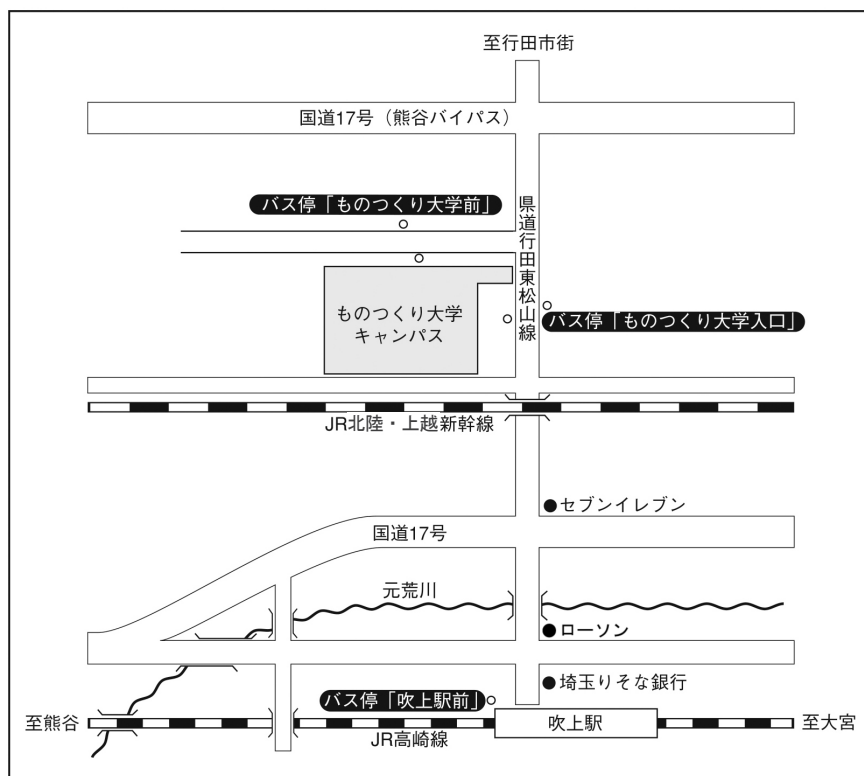 至行田市街
国道17号（熊谷バイパス）
バス停「ものつくり大学前」
県道行田東松山線
ものつくり大学
キャンパス
バス停「ものつくり大学入口」
JR北陸・上越新幹線
セブンイレブン
国道17号
元荒川
ローソン
埼玉りそな銀行
バス停「吹上駅前」
至熊谷
吹上駅
至大宮
JR高崎線